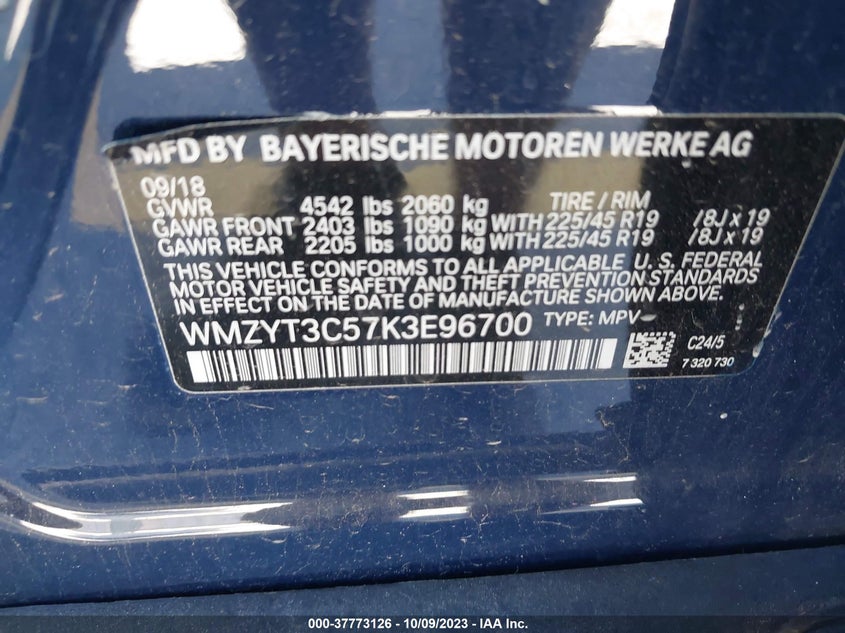 MFD BY BAYERISCHE MOTOREN WERKE AG
09/18 TIRE / RIM
GVWR 4542 lbs 2060 kg
GAWR FRONT 2403 lbs 1090 kg WITH 225/45 R19 /8J x 19
GAWR REAR 2205 lbs 1000 kg WITH 225/45 R19 /8J x 19
THIS VEHICLE CONFORMS TO ALL APPLICABLE U. S. FEDERAL
MOTOR VEHICLE SAFETY AND THEFT PREVENTION STANDARDS
IN EFFECT ON THE DATE OF MANUFACTURE SHOWN ABOVE.
WMZYT3C57K3E96700 TYPE: MPV
C24/5
7 320 730
000-37773126 - 10/09/2023 - IAA Inc.